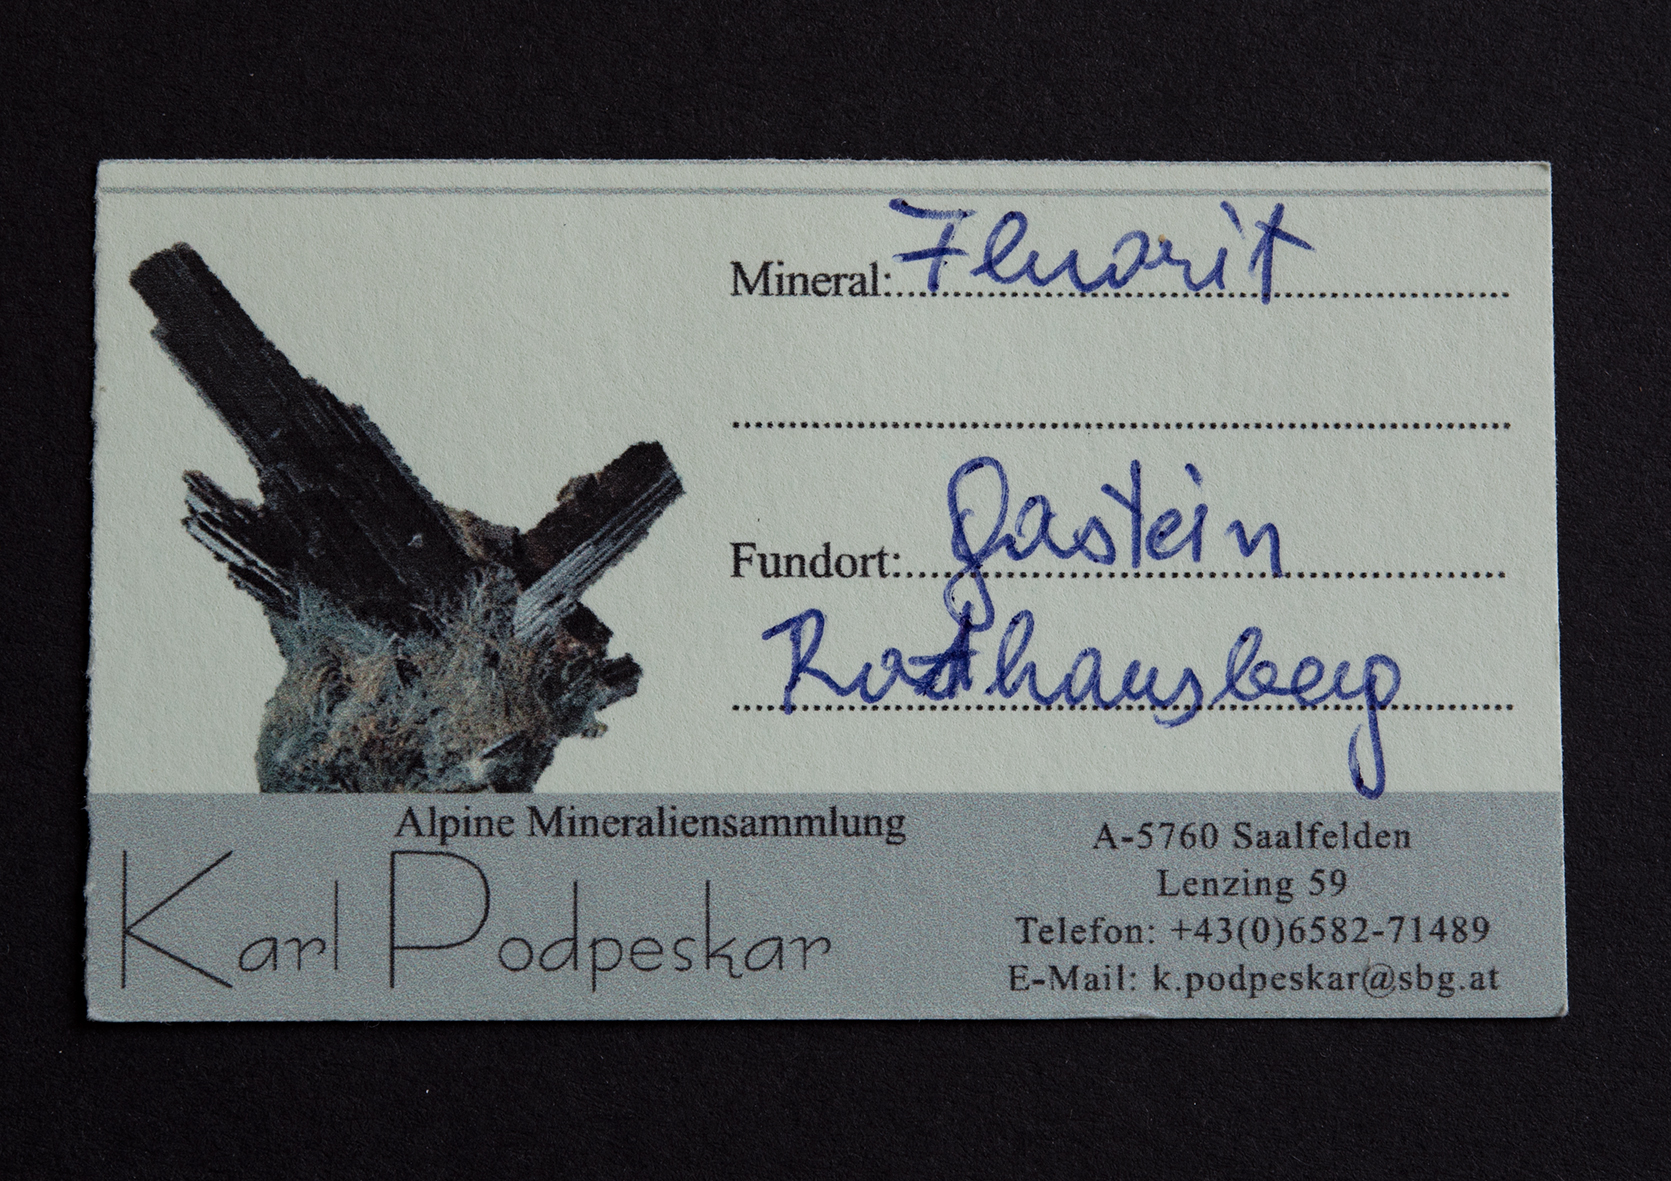 Mineral: Fluorit
Fundort: Gastein
Rathausberg
Alpine Mineraliensammlung
Karl Podpeskar
A-5760 Saalfelden
Lenzing 59
Telefon: +43(0)6582-71489
E-Mail: k.podpeskar@sbg.at